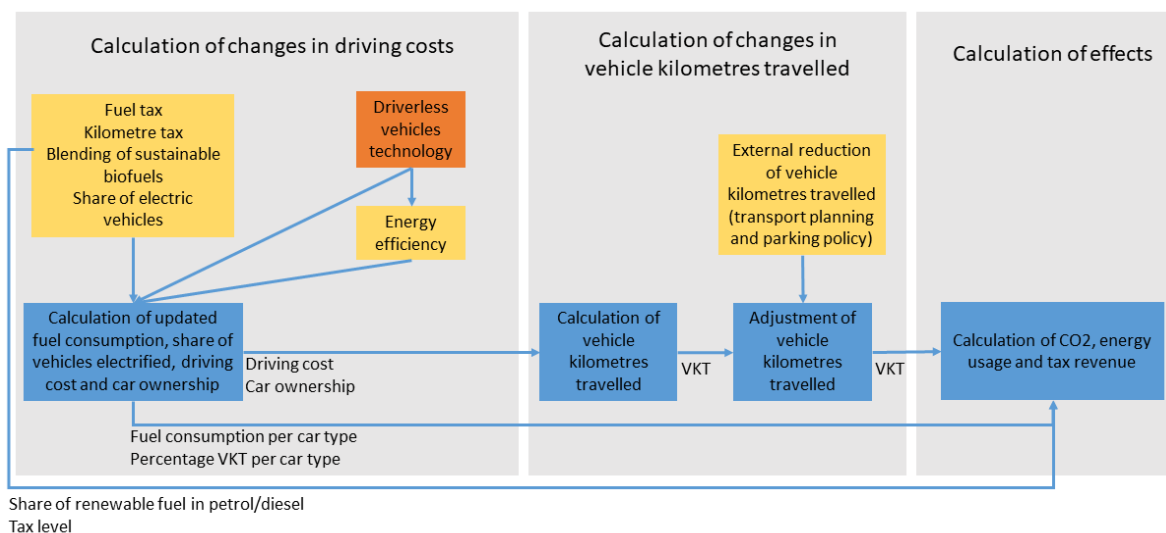 Calculation of changes in driving costs
Fuel tax
Kilometre tax
Blending of sustainable
biofuels
Share of electric
vehicles
Driverless
vehicles
technology
Energy
efficiency
Calculation of updated
fuel consumption, share of
vehicles electrified, driving
cost and car ownership
Driving cost
Car ownership
Fuel consumption per car type
Percentage VKT per car type
Share of renewable fuel in petrol/diesel
Tax level
Calculation of changes in
vehicle kilometres travelled
External reduction
of vehicle
kilometres travelled
(transport planning
and parking policy)
Calculation of
vehicle
kilometres
travelled
VKT
Adjustment of
vehicle
kilometres
travelled
VKT
Calculation of effects
Calculation of CO2, energy
usage and tax revenue